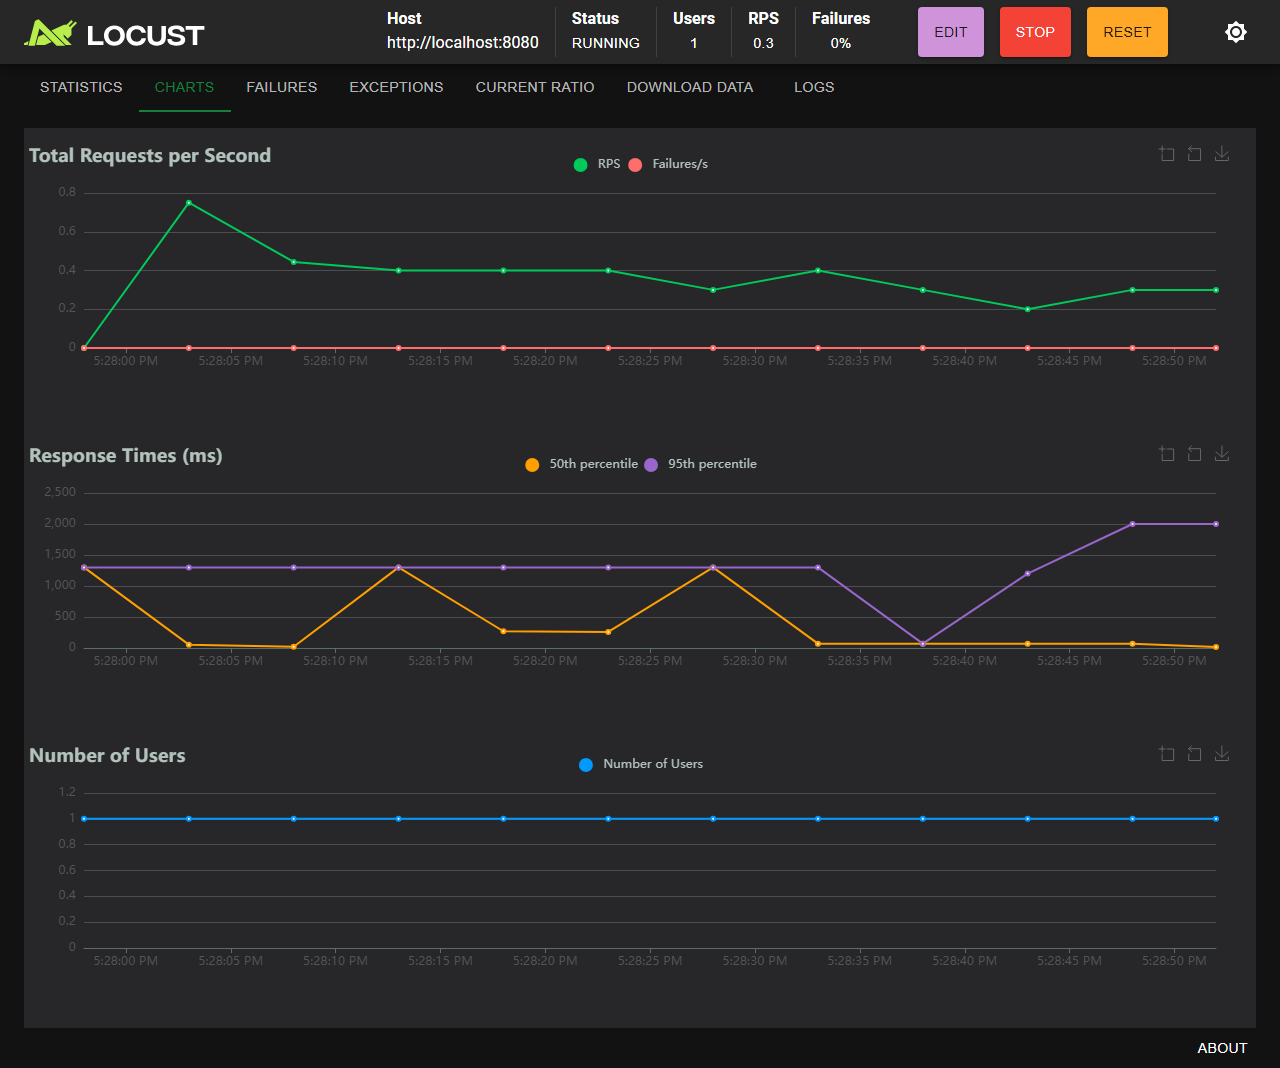 LOCUST
Host
http://localhost:8080
Status
RUNNING
Users
1
RPS
0.3
Failures
0%
EDIT
STOP
RESET
STATISTICS CHARTS FAILURES EXCEPTIONS CURRENT RATIO DOWNLOAD DATA LOGS
Total Requests per Second
RPS Failures/s
0.8
0.6
0.4
0.2
0
5:28:00 PM 5:28:05 PM 5:28:10 PM 5:28:15 PM 5:28:20 PM 5:28:25 PM 5:28:30 PM 5:28:35 PM 5:28:40 PM 5:28:45 PM 5:28:50 PM
Response Times (ms)
50th percentile 95th percentile
2,500
2,000
1,500
1,000
500
0
5:28:00 PM 5:28:05 PM 5:28:10 PM 5:28:15 PM 5:28:20 PM 5:28:25 PM 5:28:30 PM 5:28:35 PM 5:28:40 PM 5:28:45 PM 5:28:50 PM
Number of Users
Number of Users
1.2
1
0.8
0.6
0.4
0.2
0
5:28:00 PM 5:28:05 PM 5:28:10 PM 5:28:15 PM 5:28:20 PM 5:28:25 PM 5:28:30 PM 5:28:35 PM 5:28:40 PM 5:28:45 PM 5:28:50 PM
ABOUT